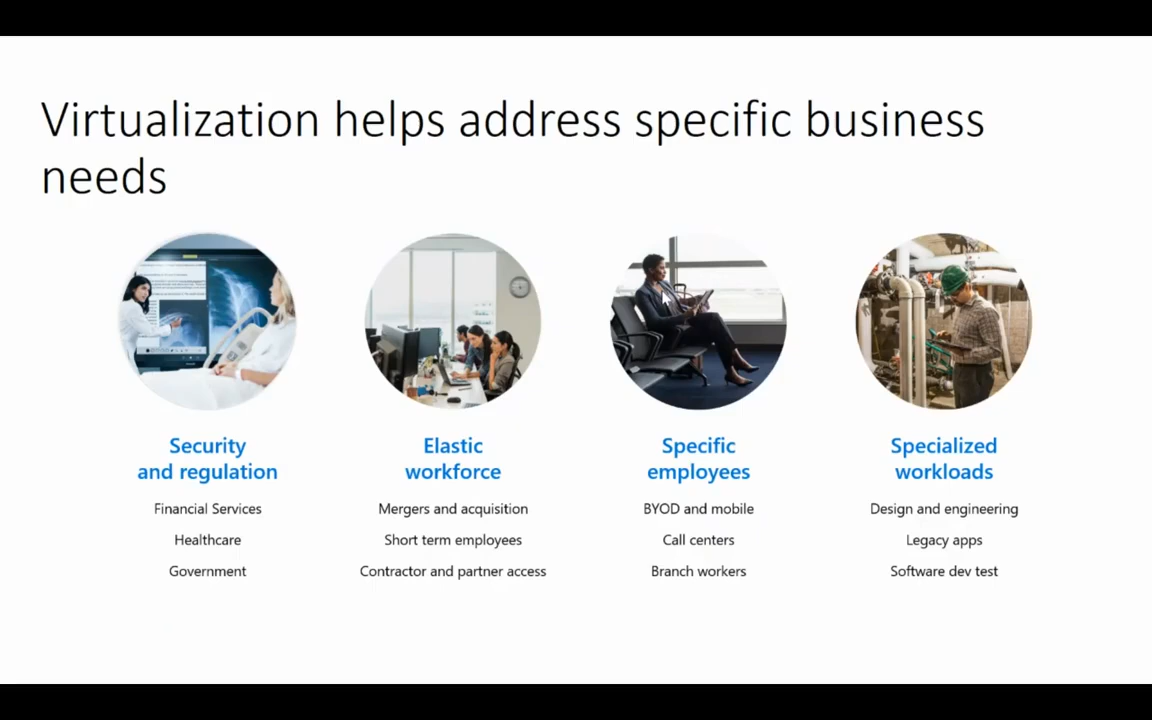 Virtualization helps address specific business
needs
Security
and regulation
Financial Services
Healthcare
Government
Elastic
workforce
Mergers and acquisition
Short term employees
Contractor and partner access
Specific
employees
BYOD and mobile
Call centers
Branch workers
Specialized
workloads
Design and engineering
Legacy apps
Software dev test